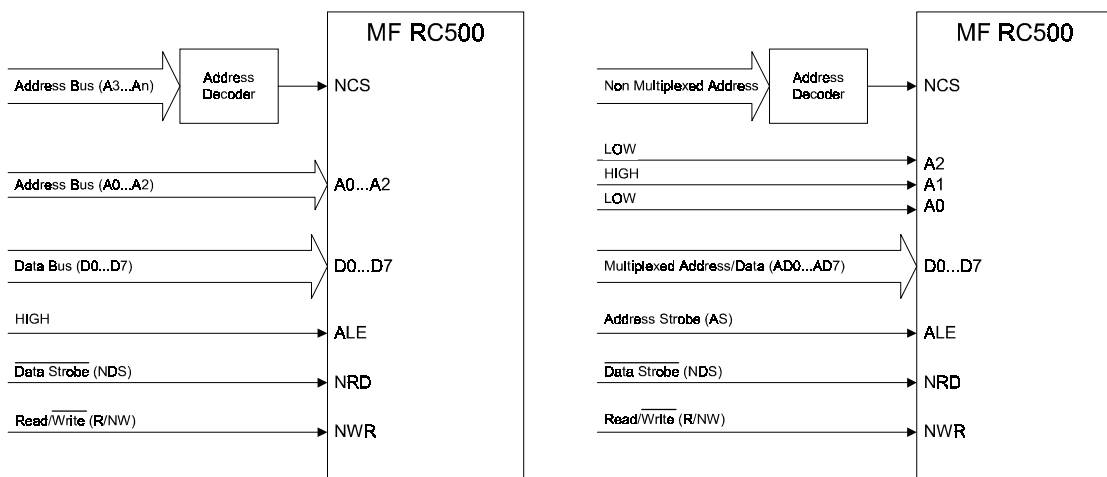 MF RC500
Address Bus (A3...An)
Address
Decoder
NCS
Address Bus (A0...A2)
A0...A2
Data Bus (D0...D7)
D0...D7
HIGH
ALE
Data Strobe (NDS)
NRD
Read/Write (R/NW)
NWR
MF RC500
Non Multiplexed Address
Address
Decoder
NCS
LOW
A2
HIGH
A1
LOW
A0
Multiplexed Address/Data (AD0...AD7)
D0...D7
Address Strobe (AS)
ALE
Data Strobe (NDS)
NRD
Read/Write (R/NW)
NWR